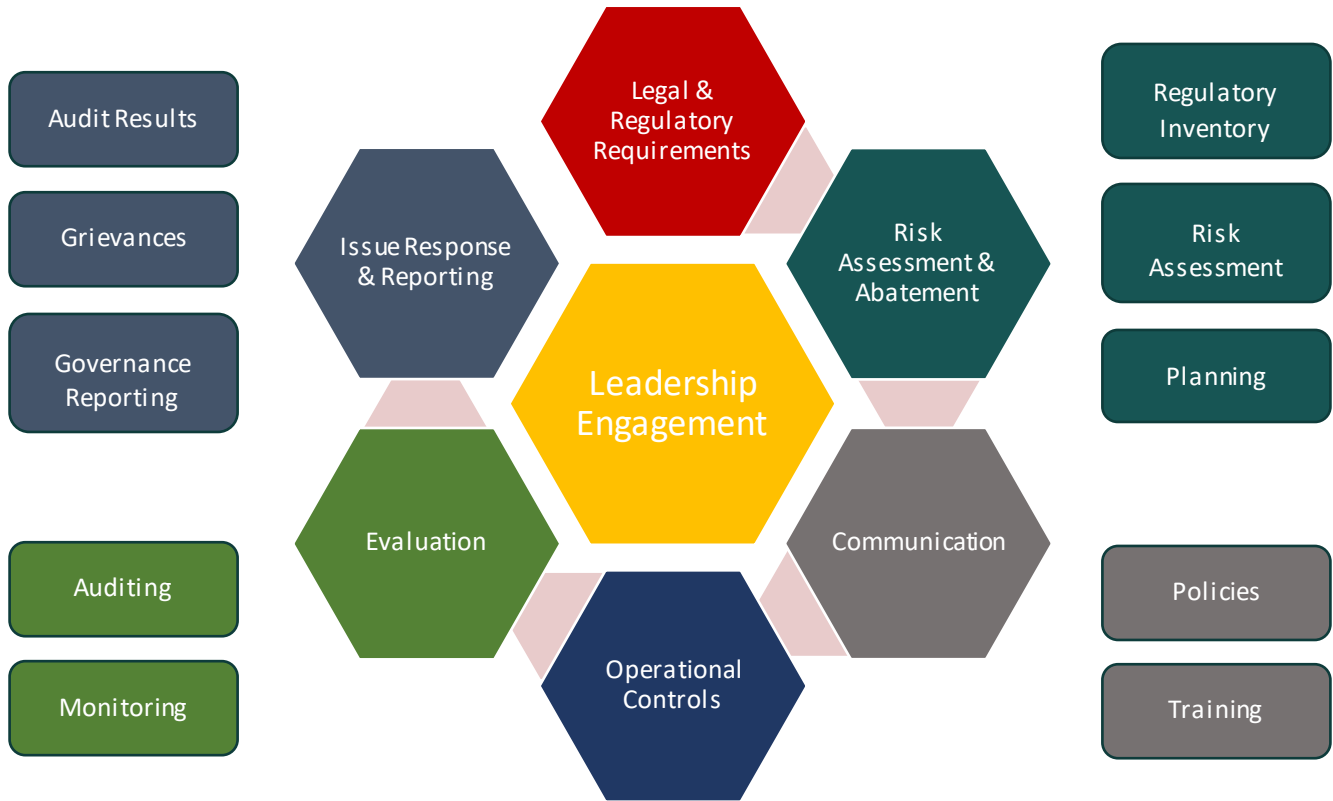 Legal &
Regulatory
Requirements
Risk
Assessment &
Abatement
Communication
Operational
Controls
Evaluation
Issue Response
& Reporting
Leadership
Engagement
Audit Results
Grievances
Governance
Reporting
Auditing
Monitoring
Regulatory
Inventory
Risk
Assessment
Planning
Policies
Training